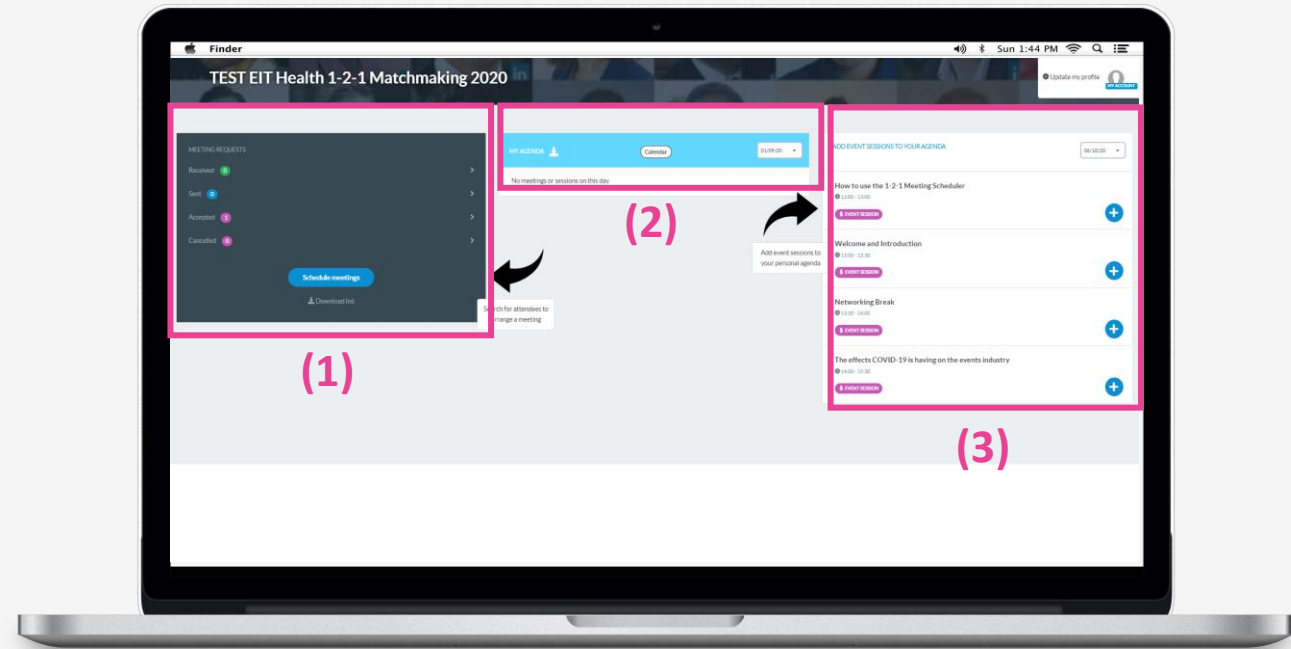 Finder
Sun 1:44 PM
TEST EIT Health 1-2-1 Matchmaking 2020
Update my profile
MY ACCOUNT
MEETING REQUESTS
Received 0
Sent 0
Accepted
Cancelled 0
Schedule meetings
Download list
(1)
Search for attendees to
arrange a meeting
MY AGENDA
Calendar
01/09/20
No meetings or sessions on this day
(2)
Add event sessions to
your personal agenda
ADD EVENT SESSIONS TO YOUR AGENDA
06/10/20
How to use the 1-2-1 Meeting Scheduler
EVENT SESSION
Welcome and Introduction
13:00 - 13:30
EVENT SESSION
Networking Break
13:30 - 14:00
EVENT SESSION
The effects COVID-19 is having on the events industry
14:00 - 15:30
EVENT SESSION
(3)